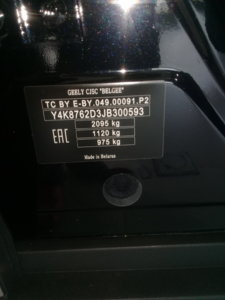 GEELY CJSC "BELGEE"
TC BY E-BY.049.00091.P2
Y4K8762D3JB300593
2095 kg
EAC
1120 kg
975 kg
Made in Belarus